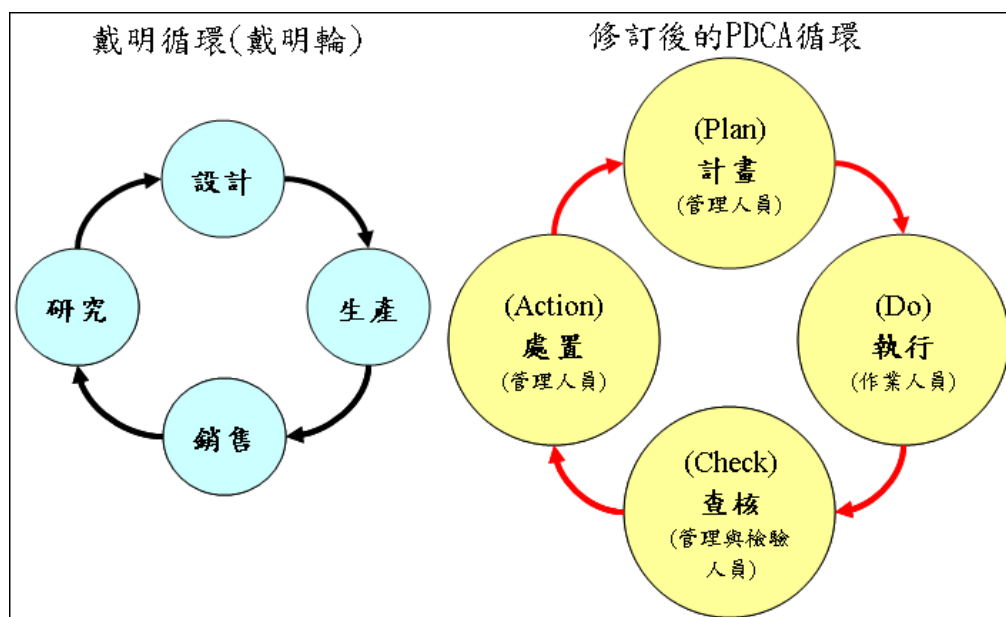 戴明循環(戴明輪)
設計
生產
銷售
研究
修訂後的PDCA循環
(Plan)
計畫
(管理人員)
(Do)
執行
(作業人員)
(Check)
查核
(管理與檢驗
人員)
(Action)
處置
(管理人員)